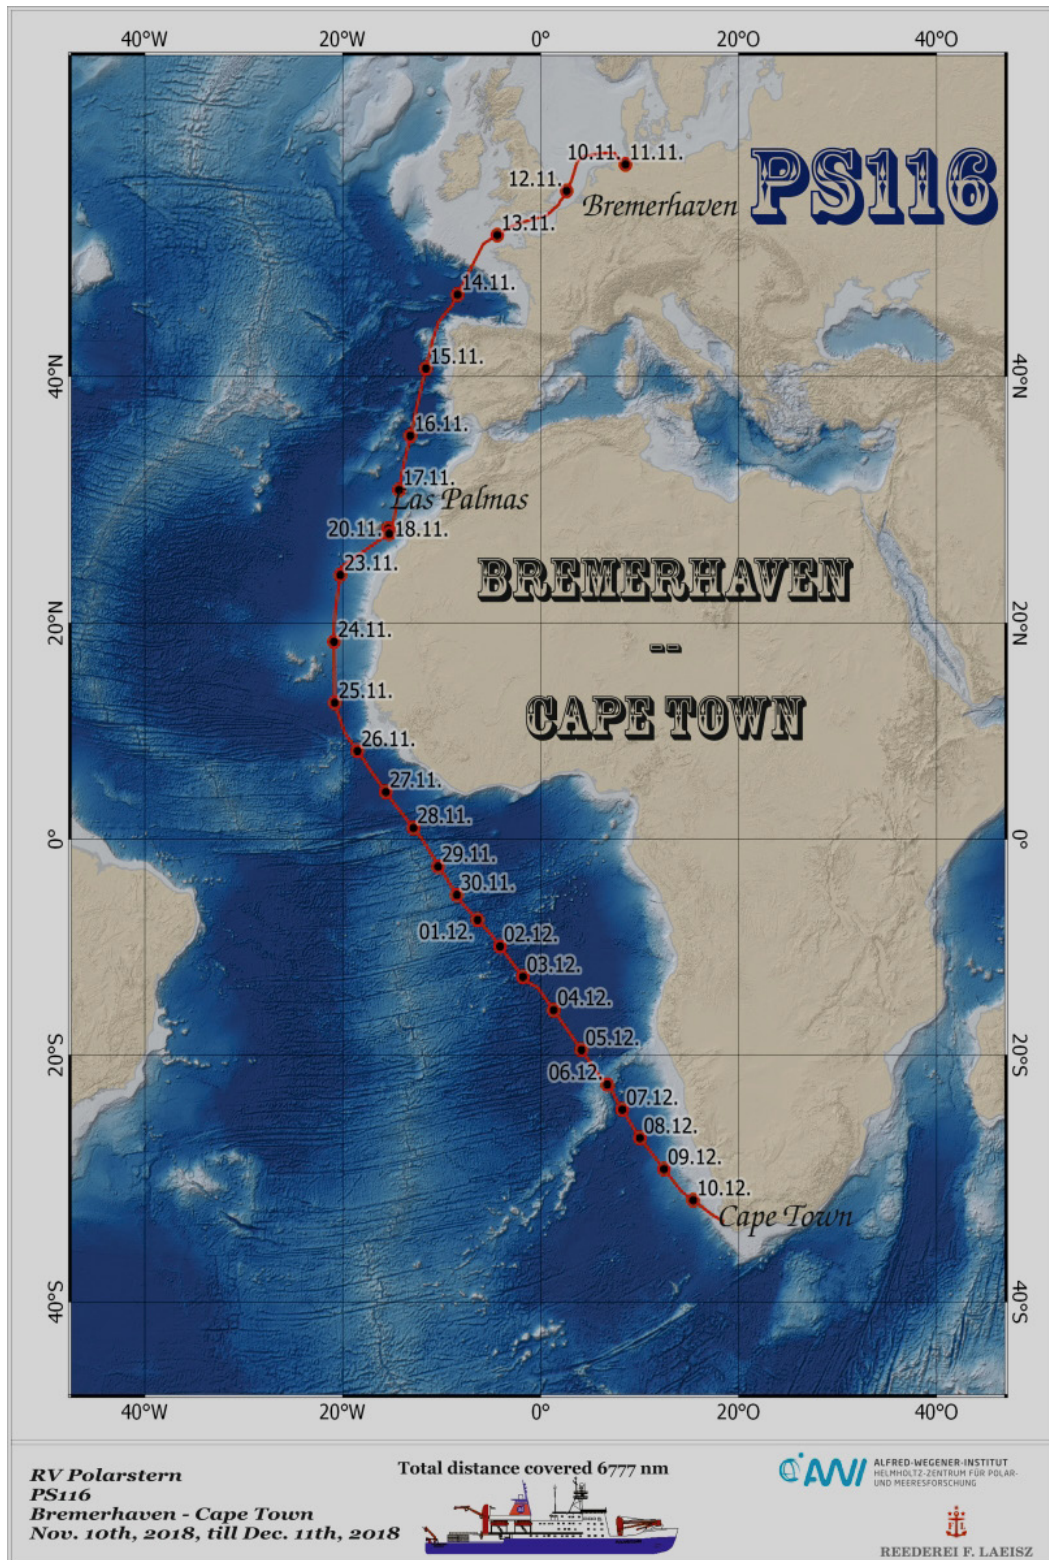 40°W 20°W 0° 20°O 40°O
PS116
10.11. 11.11.
12.11.
Bremerhaven
13.11.
14.11.
40°N 40°N
15.11.
16.11.
17.11.
Las Palmas
20.11. 18.11.
23.11.
BREMERHAVEN
--
CAPE TOWN
20°N 20°N
24.11.
25.11.
26.11.
27.11.
28.11.
0° 0°
29.11.
30.11.
01.12.
02.12.
03.12.
04.12.
05.12.
20°S 20°S
06.12.
07.12.
08.12.
09.12.
10.12.
Cape Town
40°S 40°S
40°W 20°W 0° 20°O 40°O
RV Polarstern
PS116
Bremerhaven - Cape Town
Nov. 10th, 2018, till Dec. 11th, 2018
Total distance covered 6777 nm
AWI
ALFRED-WEGENER-INSTITUT
HELMHOLTZ-ZENTRUM FÜR POLAR-
UND MEERESFORSCHUNG
F L
REEDEREI F. LAEISZ